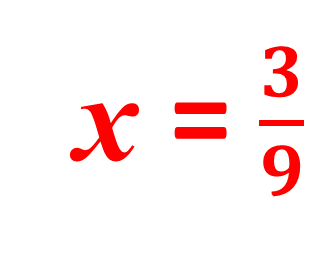 x = 3/9